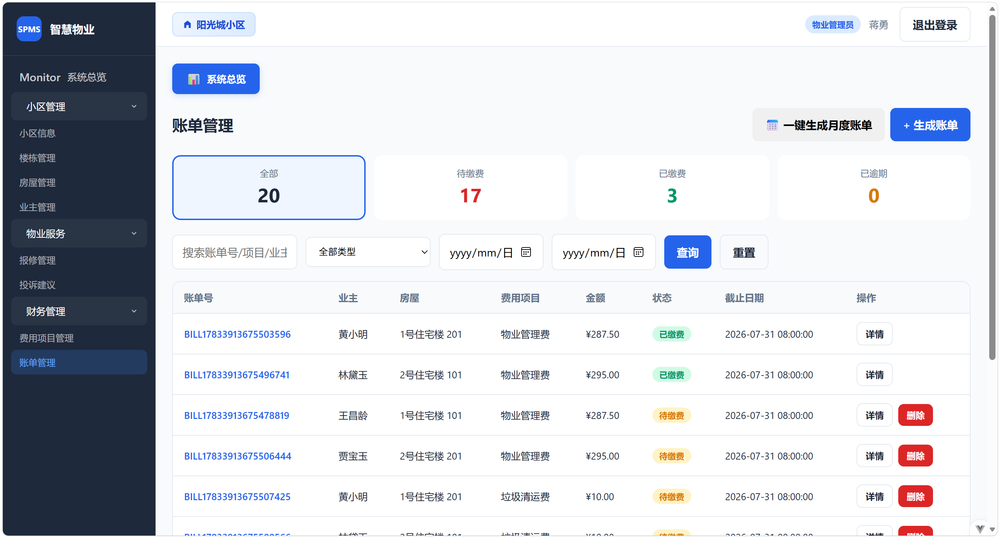 SPMS 智慧物业
阳光城小区
物业管理员 蒋勇 退出登录
Monitor 系统总览
小区管理
小区信息
楼栋管理
房屋管理
业主管理
物业服务
报修管理
投诉建议
财务管理
费用项目管理
账单管理
系统总览
账单管理
一键生成月度账单 + 生成账单
全部 待缴费 已缴费 已逾期
20 17 3 0
搜索账单号/项目/业主 全部类型 yyyy/mm/日 yyyy/mm/日 查询 重置
账单号 业主 房屋 费用项目 金额 状态 截止日期 操作
BILL17833913675503596 黄小明 1号住宅楼 201 物业管理费 ¥287.50 已缴费 2026-07-31 08:00:00 详情
BILL17833913675496741 林黛玉 2号住宅楼 101 物业管理费 ¥295.00 已缴费 2026-07-31 08:00:00 详情
BILL17833913675478819 王昌龄 1号住宅楼 101 物业管理费 ¥287.50 待缴费 2026-07-31 08:00:00 详情 删除
BILL17833913675506444 贾宝玉 2号住宅楼 201 物业管理费 ¥295.00 待缴费 2026-07-31 08:00:00 详情 删除
BILL17833913675507425 黄小明 1号住宅楼 201 垃圾清运费 ¥10.00 待缴费 2026-07-31 08:00:00 详情 删除